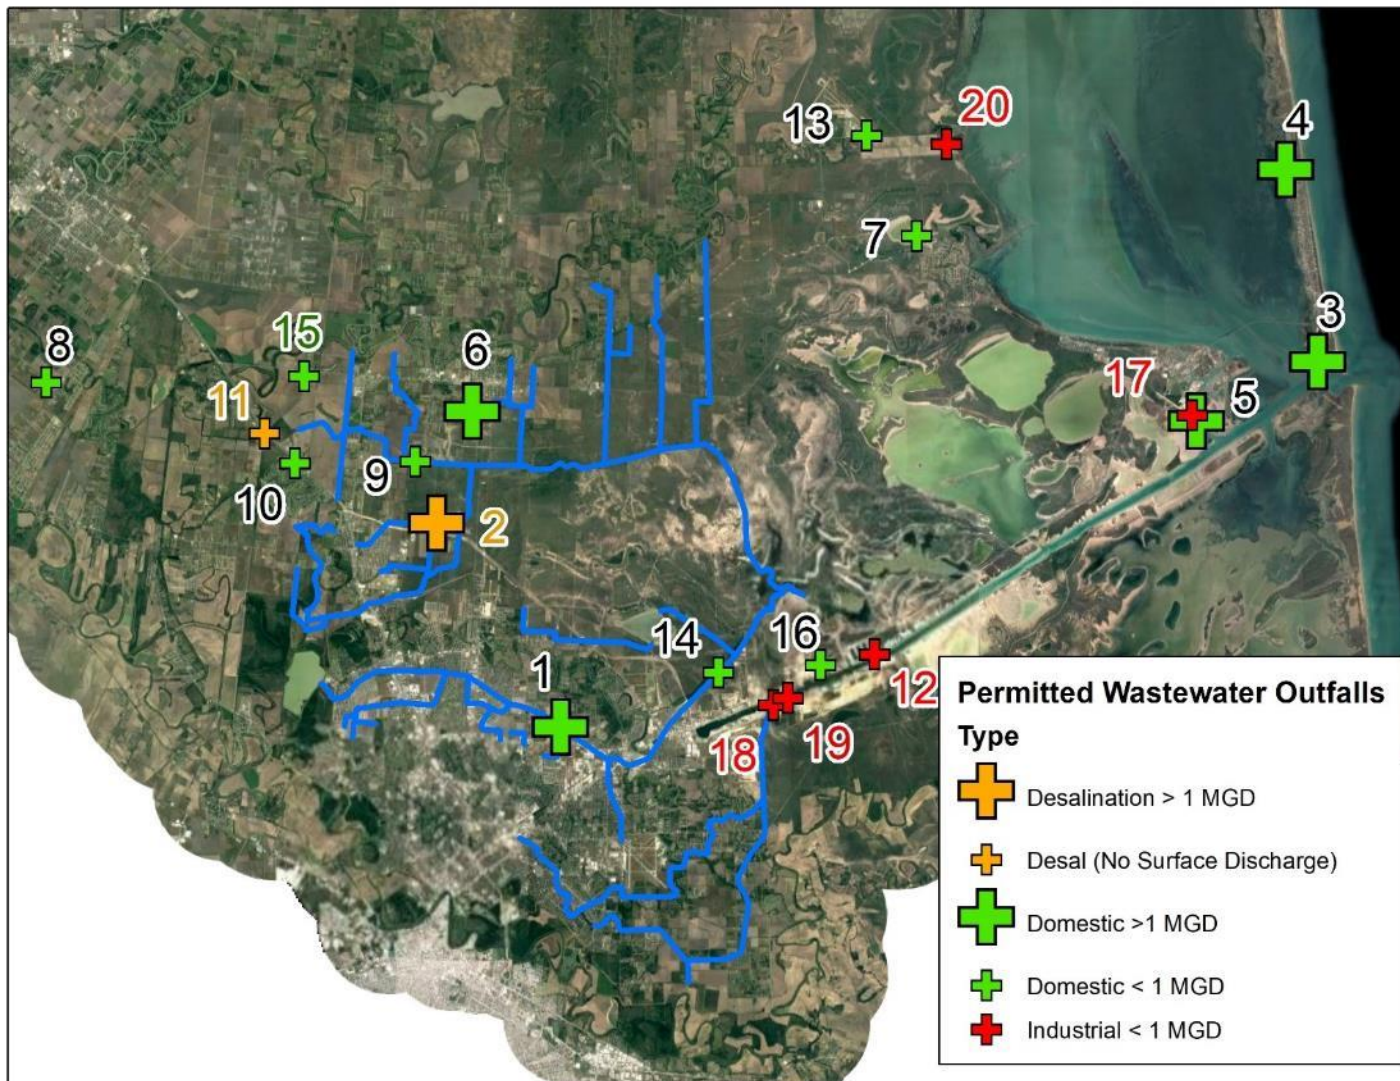 20
4
13
7
3
8
15
6
17
5
11
9
10
2
14
16
1
12
18
19
Permitted Wastewater Outfalls
Type
Desalination > 1 MGD
Desal (No Surface Discharge)
Domestic >1 MGD
Domestic < 1 MGD
Industrial < 1 MGD